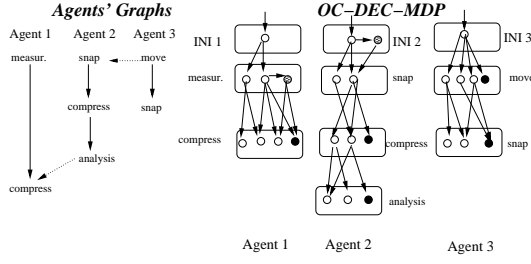 Agents' Graphs
OC–DEC–MDP
Agent 1
Agent 2
Agent 3
measur.
snap
move
compress
snap
analysis
compress
INI 1
INI 2
INI 3
measur.
snap
move
compress
compress
snap
analysis
Agent 1
Agent 2
Agent 3